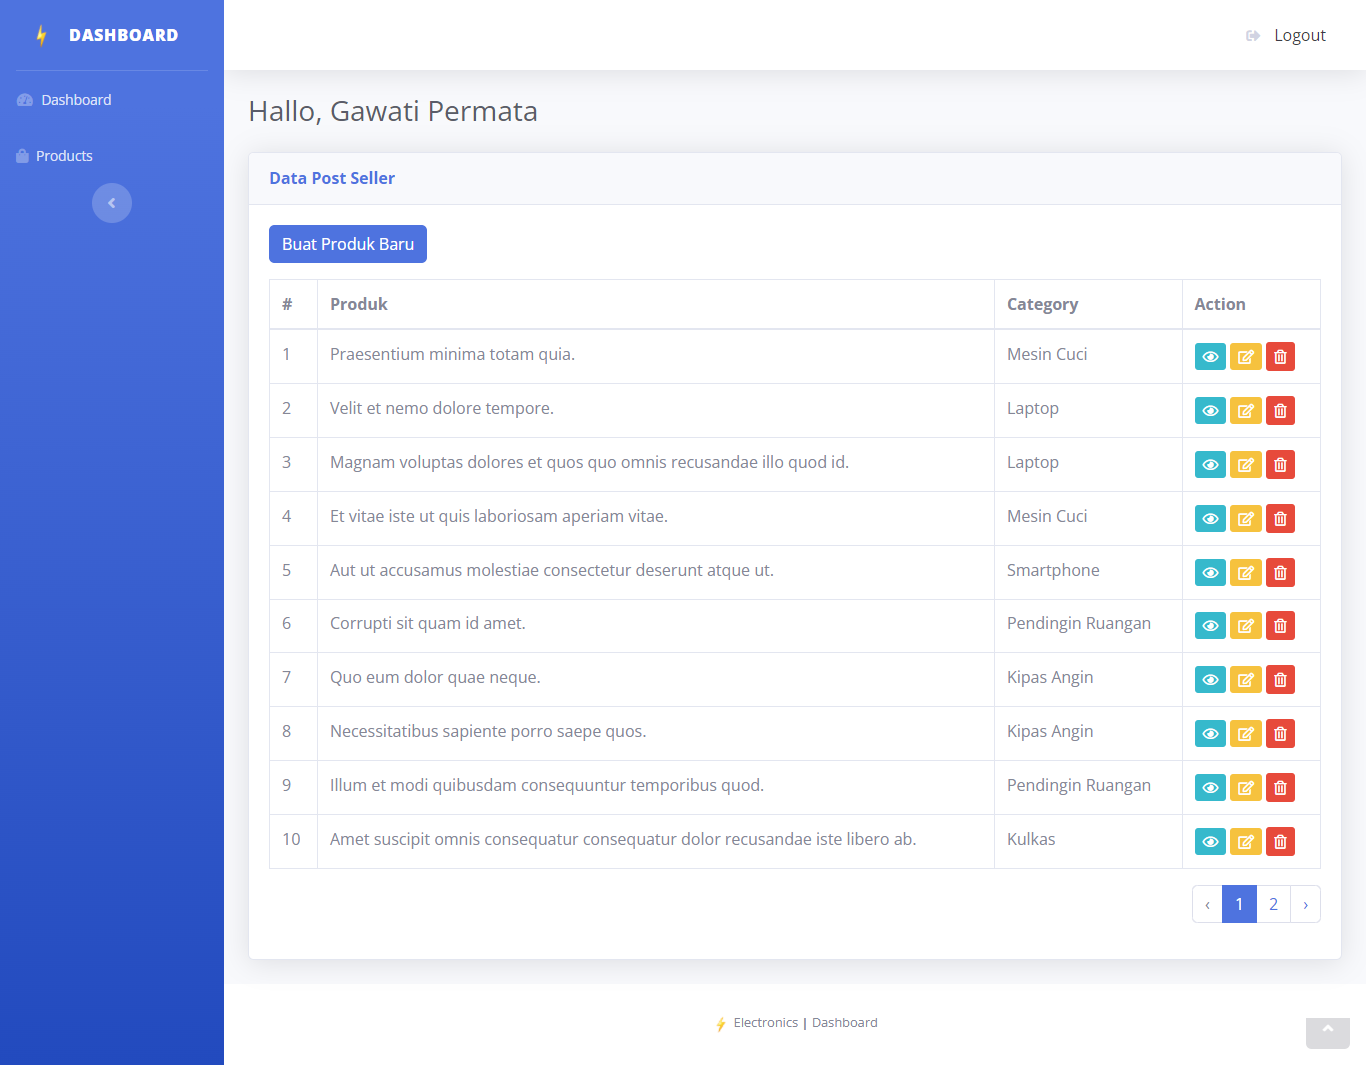 DASHBOARD
Logout
Dashboard
Products
Hallo, Gawati Permata
Data Post Seller
Buat Produk Baru
# Produk Category Action
1 Praesentium minima totam quia. Mesin Cuci
2 Velit et nemo dolore tempore. Laptop
3 Magnam voluptas dolores et quos quo omnis recusandae illo quod id. Laptop
4 Et vitae iste ut quis laboriosam aperiam vitae. Mesin Cuci
5 Aut ut accusamus molestiae consectetur deserunt atque ut. Smartphone
6 Corrupti sit quam id amet. Pendingin Ruangan
7 Quo eum dolor quae neque. Kipas Angin
8 Necessitatibus sapiente porro saepe quos. Kipas Angin
9 Illum et modi quibusdam consequuntur temporibus quod. Pendingin Ruangan
10 Amet suscipit omnis consequatur consequatur dolor recusandae iste libero ab. Kulkas
‹ 1 2 ›
Electronics | Dashboard